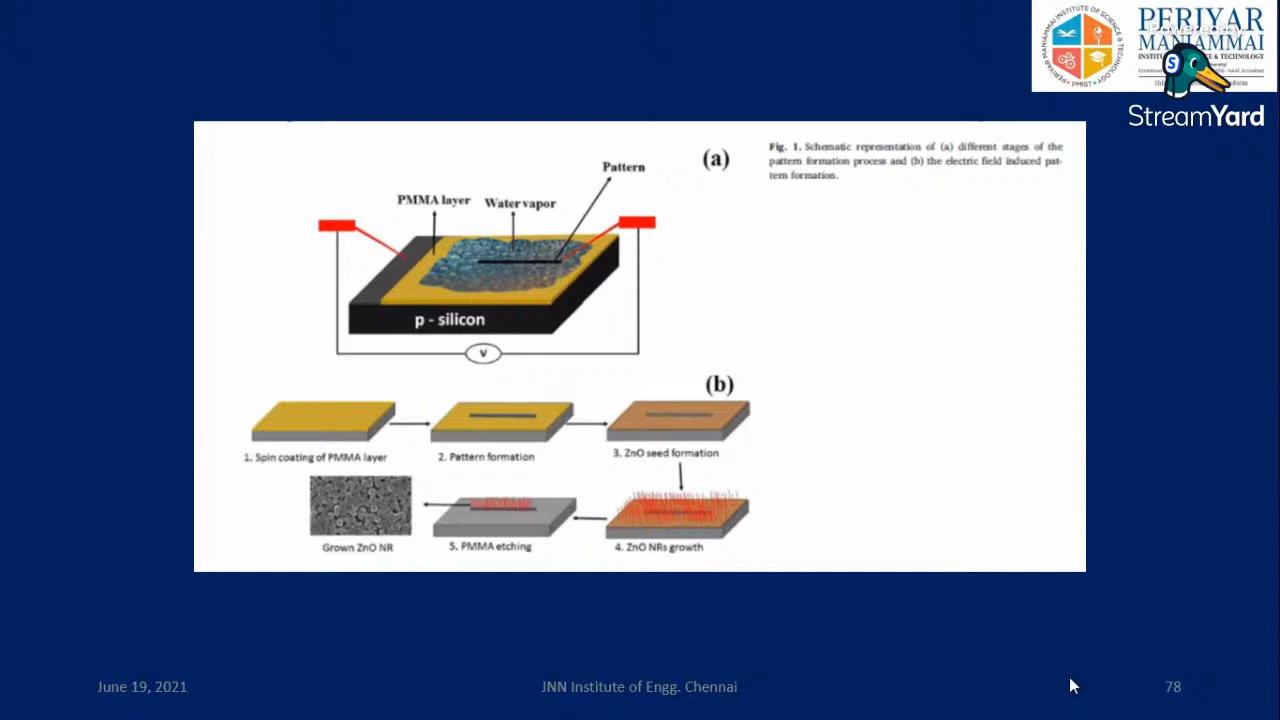 PERIYAR
MANIAMMAI
Powered by
StreamYard
Fig. 1. Schematic representation of (a) different stages of the
pattern formation process and (b) the electric field induced pat-
tern formation.
(a)
Pattern
PMMA layer
Water vapor
p - silicon
V
(b)
1. Spin coating of PMMA layer
2. Pattern formation
3. ZnO seed formation
Grown ZnO NR
5. PMMA etching
4. ZnO NRs growth
June 19, 2021
JNN Institute of Engg. Chennai
78